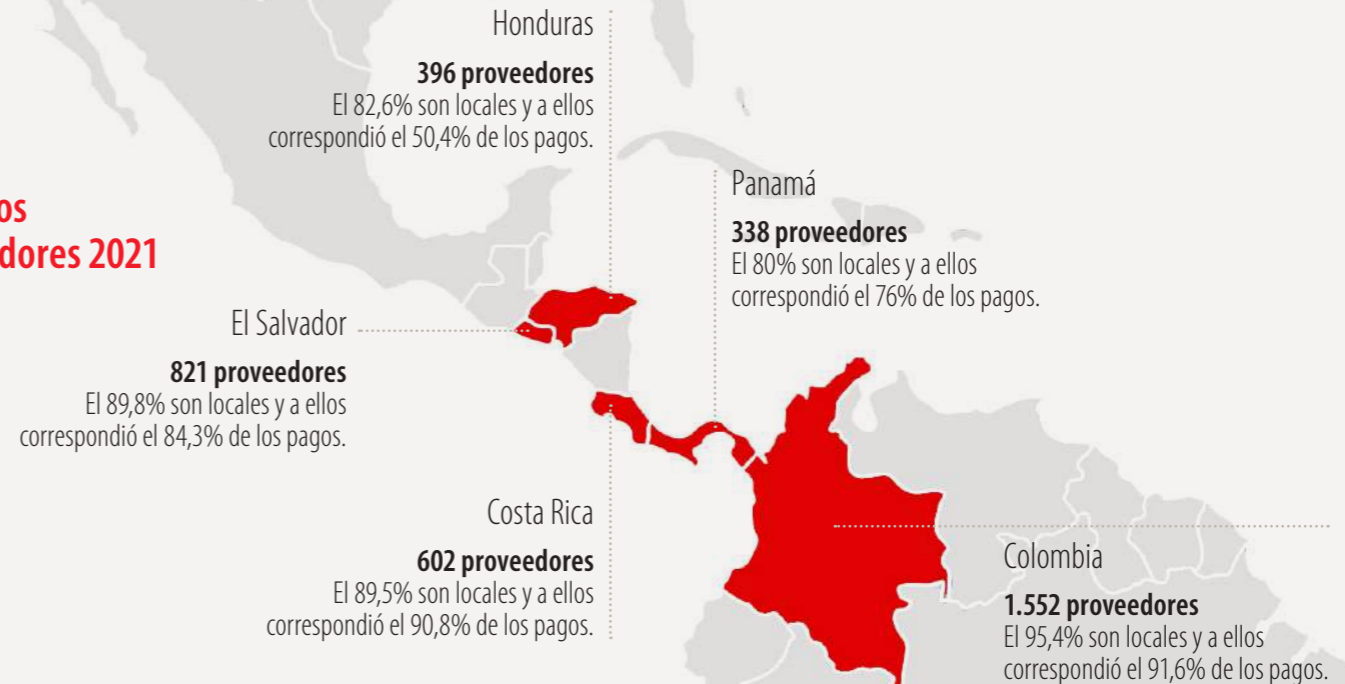 Honduras
396 proveedores
El 82,6% son locales y a ellos
correspondió el 50,4% de los pagos.
Panamá
338 proveedores
El 80% son locales y a ellos
correspondió el 76% de los pagos.
os
dores 2021
El Salvador
821 proveedores
El 89,8% son locales y a ellos
correspondió el 84,3% de los pagos.
Costa Rica
602 proveedores
El 89,5% son locales y a ellos
correspondió el 90,8% de los pagos.
Colombia
1.552 proveedores
El 95,4% son locales y a ellos
correspondió el 91,6% de los pagos.